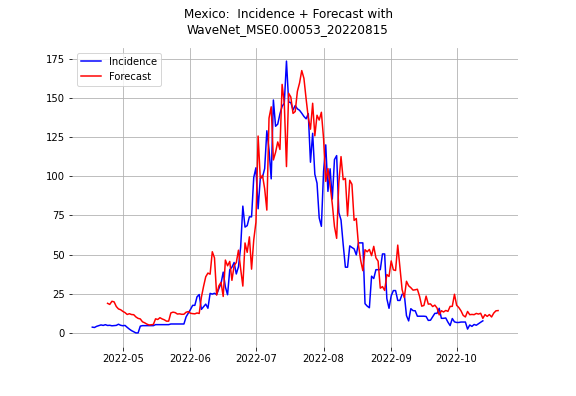 Mexico:  Incidence + Forecast with
WaveNet_MSE0.00053_20220815
Incidence
Forecast
175
150
125
100
75
50
25
0
2022-05 2022-06 2022-07 2022-08 2022-09 2022-10